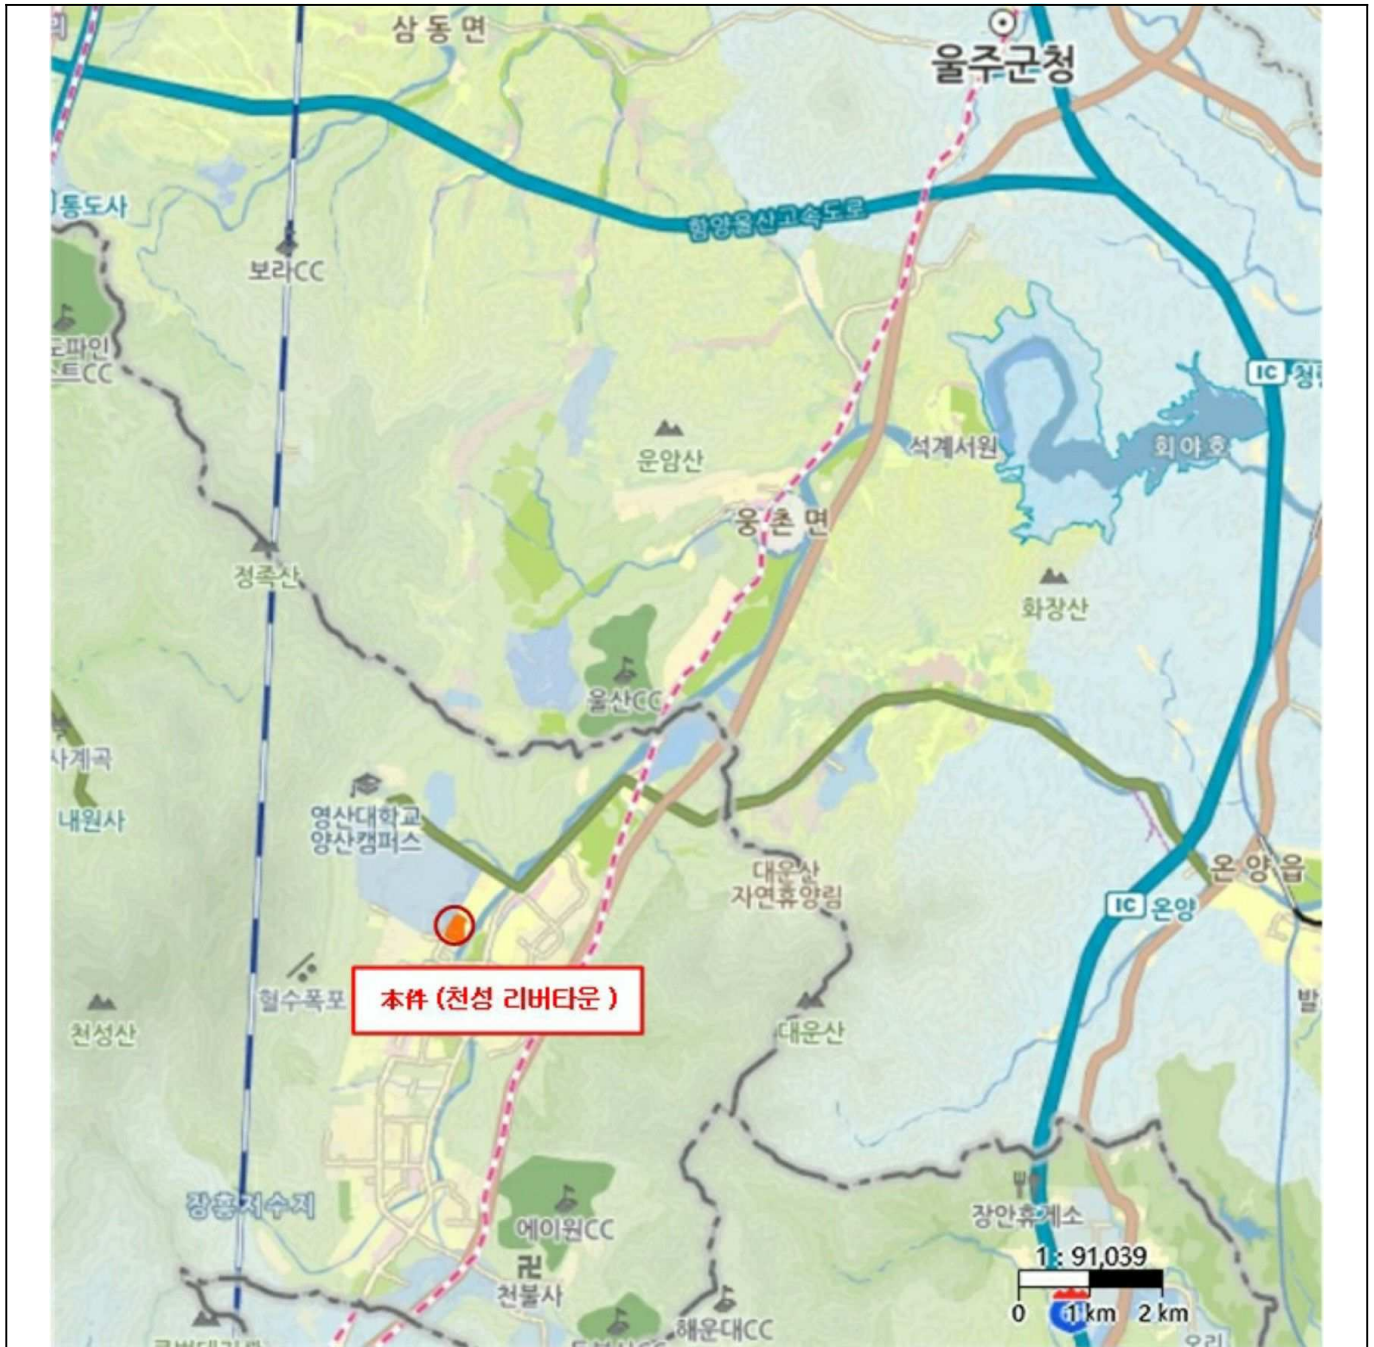 삼동면
울주군청
통도사
함양울산고속도로
보라CC
IC 청
석계서원
회야호
운암산
웅촌면
정족산
화장산
울산CC
사계곡
내원사
영산대학교
양산캠퍼스
대운산
자연휴양림
온양읍
IC 온양
本件 (천성 리버타운 )
혈수폭포
천성산
대운산
발
장흥저수지
에이원CC
장안휴게소
천불사
해운대CC
1 : 91,039
0 1 km 2 km